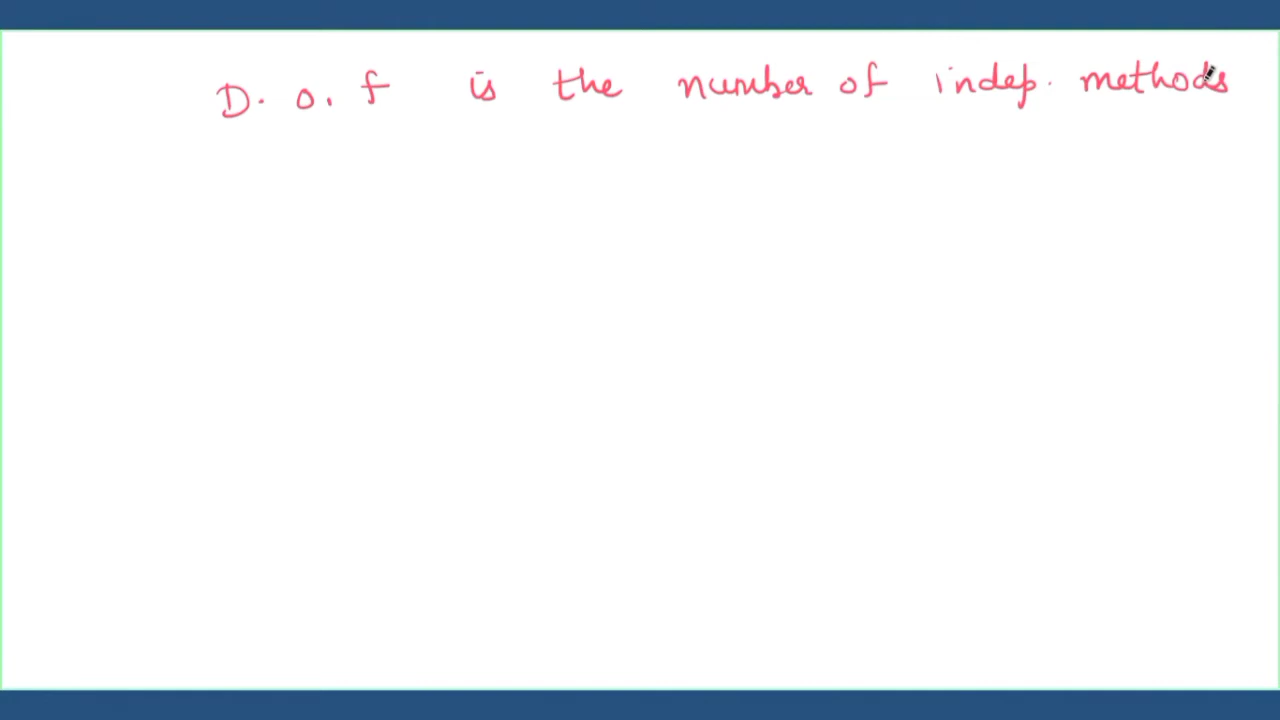 D. o. f is the number of indep. methods